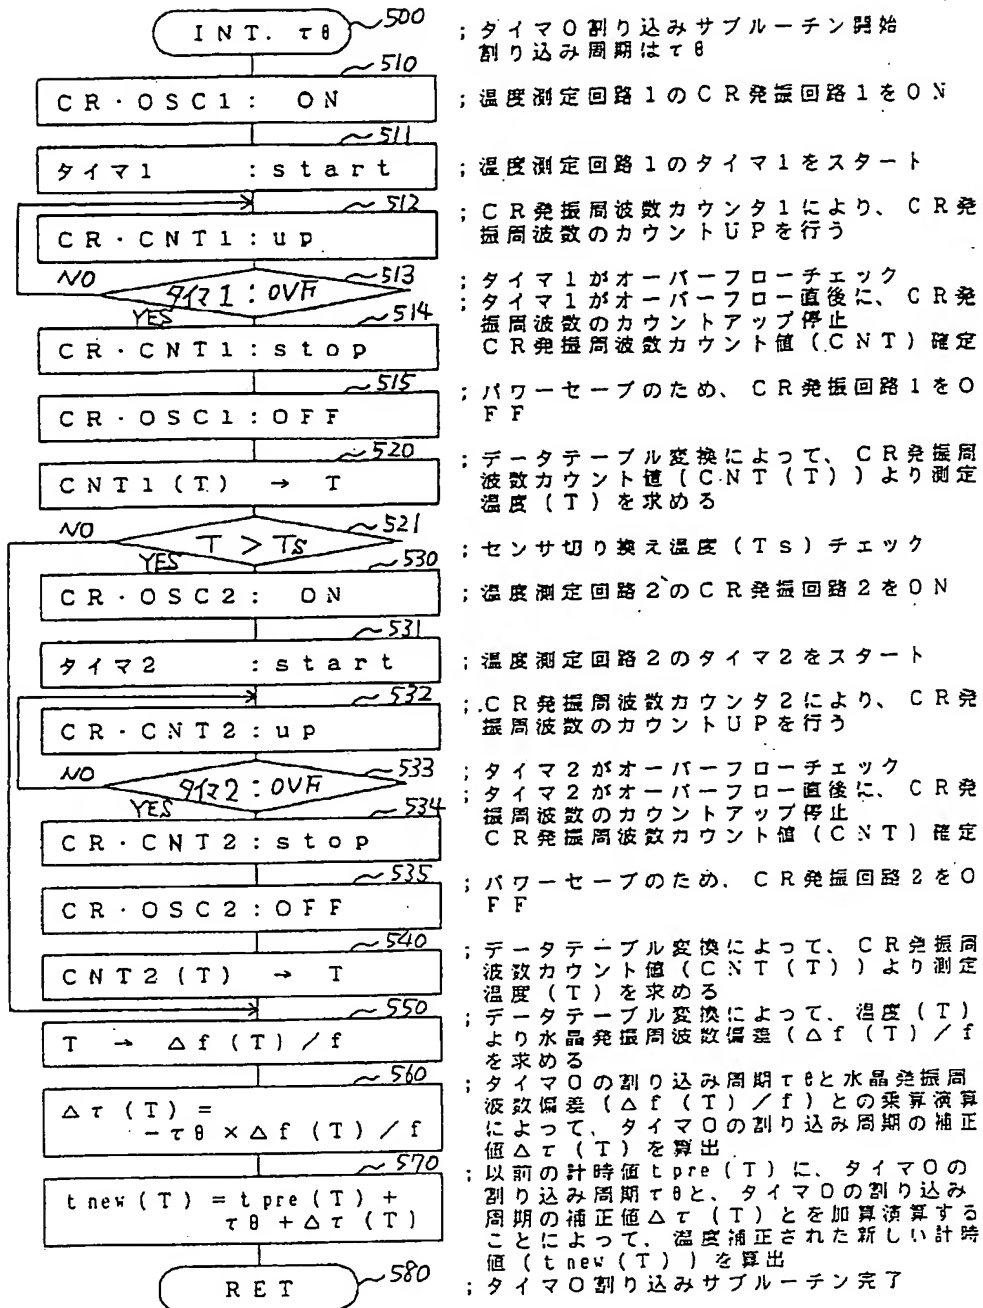 INT. τθ 500
;タイマ0割り込みサブルーチン開始
割り込み周期はτθ
510
CR・OSC1: ON
;温度測定回路1のCR発振回路1をON
511
タイマ1 :start
;温度測定回路1のタイマ1をスタート
512
CR・CNT1:up
;CR発振周波数カウンタ1により、CR発
振周波数のカウントUPを行う
NO 513
タイマ1:OVF
YES
;タイマ1がオーバーフローチェック
;タイマ1がオーバーフロー直後に、CR発
振周波数のカウントアップ停止
CR発振周波数カウント値(CNT)確定
514
CR・CNT1:stop
515
CR・OSC1:OFF
;パワーセーブのため、CR発振回路1をO
FF
520
CNT1(T) → T
;データテーブル変換によって、CR発振周
波数カウント値(CNT(T))より測定
温度(T)を求める
NO 521
T > Ts
YES
;センサ切り換え温度(Ts)チェック
530
CR・OSC2: ON
;温度測定回路2のCR発振回路2をON
531
タイマ2 :start
;温度測定回路2のタイマ2をスタート
532
CR・CNT2:up
;CR発振周波数カウンタ2により、CR発
振周波数のカウントUPを行う
NO 533
タイマ2:OVF
YES
;タイマ2がオーバーフローチェック
;タイマ2がオーバーフロー直後に、CR発
振周波数のカウントアップ停止
CR発振周波数カウント値(CNT)確定
534
CR・CNT2:stop
535
CR・OSC2:OFF
;パワーセーブのため、CR発振回路2をO
FF
540
CNT2(T) → T
;データテーブル変換によって、CR発振周
波数カウント値(CNT(T))より測定
温度(T)を求める
550
T → Δf(T)/f
;データテーブル変換によって、温度(T)
より水晶発振周波数偏差(Δf(T)/f
を求める
560
Δτ(T)=
-τθ×Δf(T)/f
;タイマ0の割り込み周期τθと水晶発振周
波数偏差(Δf(T)/f)との乗算演算
によって、タイマ0の割り込み周期の補正
値Δτ(T)を算出
570
tnew(T)=tpre(T)+
τθ+Δτ(T)
;以前の計時値tpre(T)に、タイマ0の
割り込み周期τθと、タイマ0の割り込み
周期の補正値Δτ(T)とを加算演算する
ことによって、温度補正された新しい計時
値(tnew(T))を算出
RET 580
;タイマ0割り込みサブルーチン完了